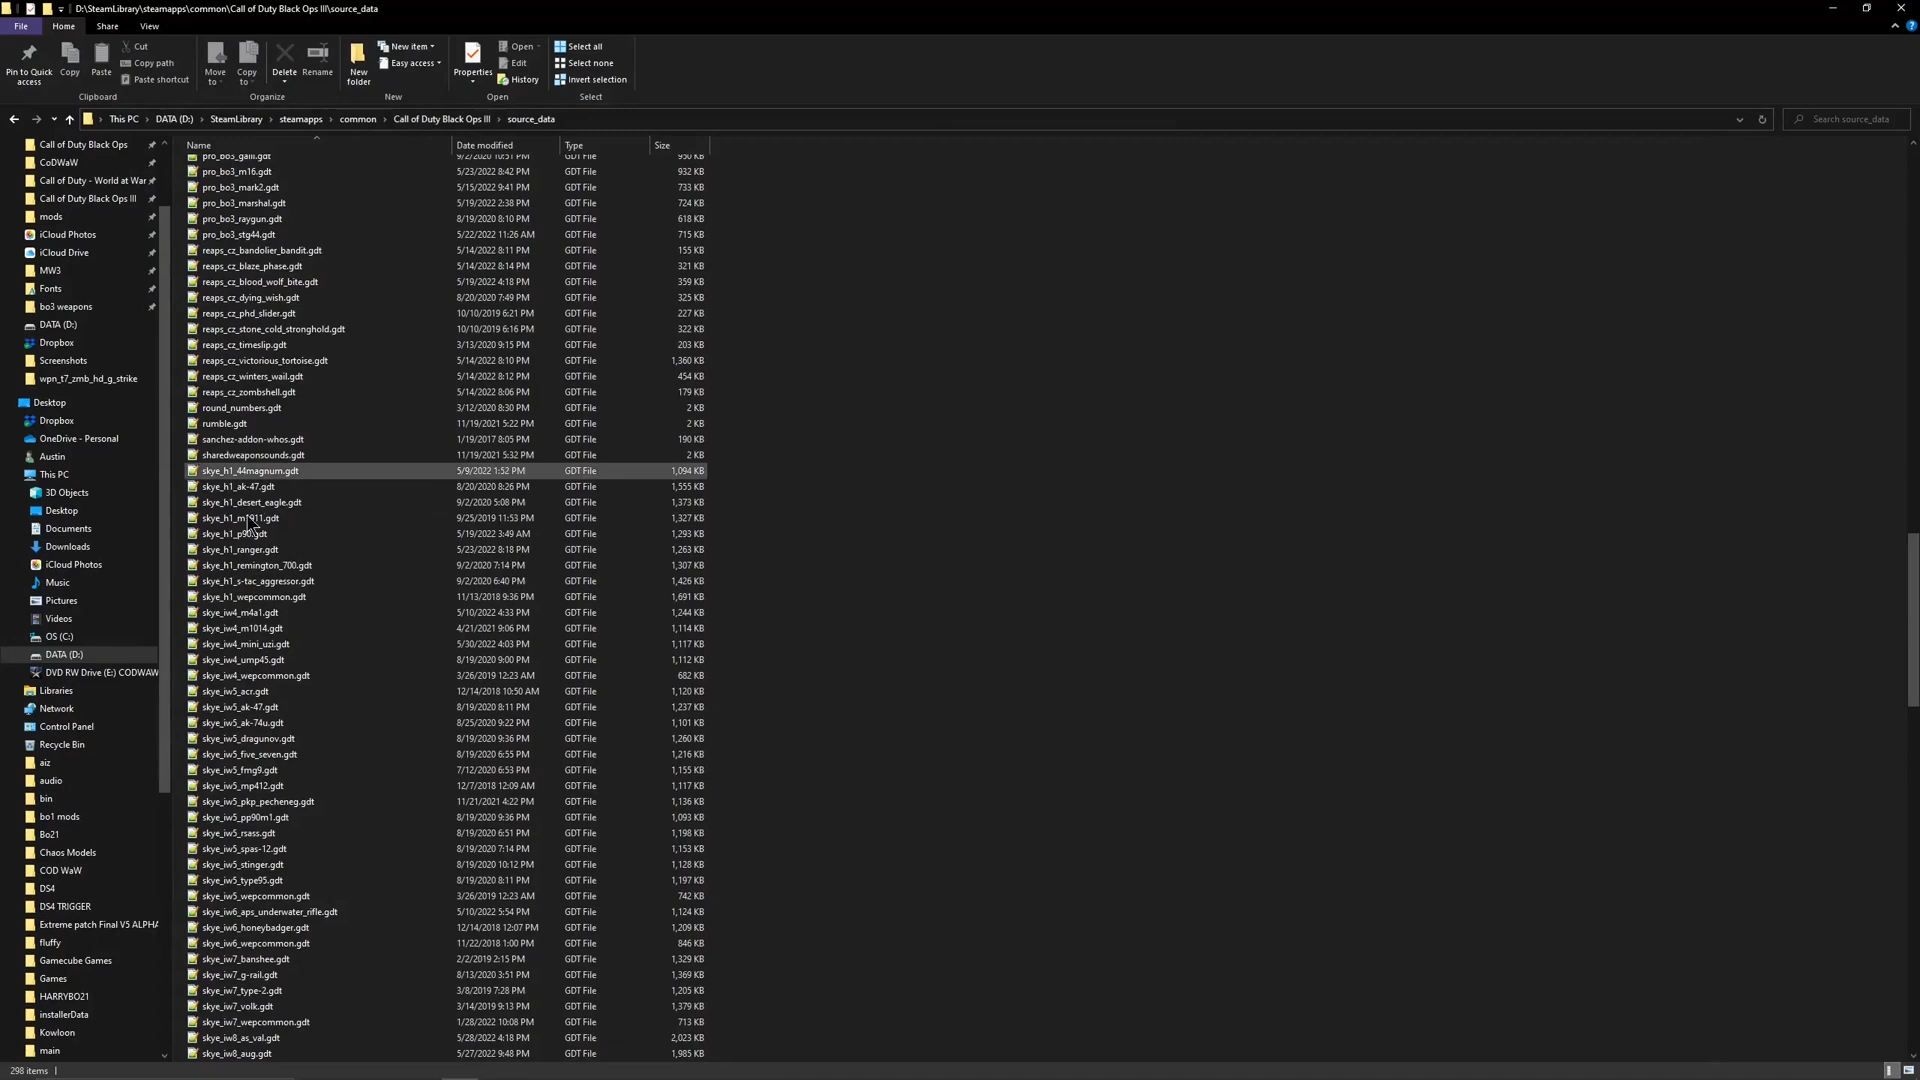 D:\SteamLibrary\steamapps\common\Call of Duty Black Ops III\source_data
File Home Share View
Pin to Quick access
Copy
Paste
Cut
Copy path
Paste shortcut
Clipboard
Move to
Copy to
Delete
Rename
Organize
New folder
New item
Easy access
New
Properties
Open
Edit
History
Open
Select all
Select none
Invert selection
Select
This PC > DATA (D:) > SteamLibrary > steamapps > common > Call of Duty Black Ops III > source_data
Search source_data
Call of Duty Black Ops
CoDWaW
Call of Duty - World at War
Call of Duty Black Ops III
mods
iCloud Photos
iCloud Drive
MW3
Fonts
bo3 weapons
DATA (D:)
Dropbox
Screenshots
wpn_t7_zmb_hd_g_strike
Desktop
Dropbox
OneDrive - Personal
Austin
This PC
3D Objects
Desktop
Documents
Downloads
iCloud Photos
Music
Pictures
Videos
OS (C:)
DATA (D:)
DVD RW Drive (E:) CODWAW
Libraries
Network
Control Panel
Recycle Bin
aiz
audio
bin
bo1 mods
Bo21
Chaos Models
COD WaW
DS4
DS4 TRIGGER
Extreme patch Final V5 ALPHA
fluffy
Gamecube Games
Games
HARRYBO21
installerData
Kowloon
main
Name Date modified Type Size
pro_bo3_galil.gdt 9/2/2020 10:51 PM GDT File 950 KB
pro_bo3_m16.gdt 5/23/2022 8:42 PM GDT File 932 KB
pro_bo3_mark2.gdt 5/15/2022 9:41 PM GDT File 733 KB
pro_bo3_marshal.gdt 5/19/2022 2:38 PM GDT File 724 KB
pro_bo3_raygun.gdt 8/19/2020 8:10 PM GDT File 618 KB
pro_bo3_stg44.gdt 5/22/2022 11:26 AM GDT File 715 KB
reaps_cz_bandolier_bandit.gdt 5/14/2022 8:11 PM GDT File 155 KB
reaps_cz_blaze_phase.gdt 5/14/2022 8:14 PM GDT File 321 KB
reaps_cz_blood_wolf_bite.gdt 5/19/2022 4:18 PM GDT File 359 KB
reaps_cz_dying_wish.gdt 8/20/2020 7:49 PM GDT File 325 KB
reaps_cz_phd_slider.gdt 10/10/2019 6:21 PM GDT File 227 KB
reaps_cz_stone_cold_stronghold.gdt 10/10/2019 6:16 PM GDT File 322 KB
reaps_cz_timeslip.gdt 3/13/2020 9:15 PM GDT File 203 KB
reaps_cz_victorious_tortoise.gdt 5/14/2022 8:10 PM GDT File 1,360 KB
reaps_cz_winters_wail.gdt 5/14/2022 8:12 PM GDT File 454 KB
reaps_cz_zombshell.gdt 5/14/2022 8:06 PM GDT File 179 KB
round_numbers.gdt 3/12/2020 8:30 PM GDT File 2 KB
rumble.gdt 11/19/2021 5:22 PM GDT File 2 KB
sanchez-addon-whos.gdt 1/19/2017 8:05 PM GDT File 190 KB
sharedweaponsounds.gdt 11/19/2021 5:32 PM GDT File 2 KB
skye_h1_44magnum.gdt 5/9/2022 1:52 PM GDT File 1,094 KB
skye_h1_ak-47.gdt 8/20/2020 8:26 PM GDT File 1,555 KB
skye_h1_desert_eagle.gdt 9/2/2020 5:08 PM GDT File 1,373 KB
skye_h1_m1911.gdt 9/25/2019 11:53 PM GDT File 1,327 KB
skye_h1_p90.gdt 5/19/2022 3:49 AM GDT File 1,293 KB
skye_h1_ranger.gdt 5/23/2022 8:18 PM GDT File 1,263 KB
skye_h1_remington_700.gdt 9/2/2020 7:14 PM GDT File 1,307 KB
skye_h1_s-tac_aggressor.gdt 9/2/2020 6:40 PM GDT File 1,426 KB
skye_h1_wepcommon.gdt 11/13/2018 9:36 PM GDT File 1,691 KB
skye_iw4_m4a1.gdt 5/10/2022 4:33 PM GDT File 1,244 KB
skye_iw4_m1014.gdt 4/21/2021 9:06 PM GDT File 1,114 KB
skye_iw4_mini_uzi.gdt 5/30/2022 4:03 PM GDT File 1,117 KB
skye_iw4_ump45.gdt 8/19/2020 9:00 PM GDT File 1,112 KB
skye_iw4_wepcommon.gdt 3/26/2019 12:23 AM GDT File 682 KB
skye_iw5_acr.gdt 12/14/2018 10:50 AM GDT File 1,120 KB
skye_iw5_ak-47.gdt 8/19/2020 8:11 PM GDT File 1,237 KB
skye_iw5_ak-74u.gdt 8/25/2020 9:22 PM GDT File 1,101 KB
skye_iw5_dragunov.gdt 8/19/2020 9:36 PM GDT File 1,260 KB
skye_iw5_five_seven.gdt 8/19/2020 6:55 PM GDT File 1,216 KB
skye_iw5_fmg9.gdt 7/12/2020 6:53 PM GDT File 1,155 KB
skye_iw5_mp412.gdt 12/7/2018 12:09 AM GDT File 1,117 KB
skye_iw5_pkp_pecheneg.gdt 11/21/2021 4:22 PM GDT File 1,136 KB
skye_iw5_pp90m1.gdt 8/19/2020 9:36 PM GDT File 1,093 KB
skye_iw5_rsass.gdt 8/19/2020 6:51 PM GDT File 1,198 KB
skye_iw5_spas-12.gdt 8/19/2020 7:14 PM GDT File 1,153 KB
skye_iw5_stinger.gdt 8/19/2020 10:12 PM GDT File 1,128 KB
skye_iw5_type95.gdt 8/19/2020 8:11 PM GDT File 1,197 KB
skye_iw5_wepcommon.gdt 3/26/2019 12:23 AM GDT File 742 KB
skye_iw6_aps_underwater_rifle.gdt 5/10/2022 5:54 PM GDT File 1,124 KB
skye_iw6_honeybadger.gdt 12/14/2018 12:07 PM GDT File 1,209 KB
skye_iw6_wepcommon.gdt 11/22/2018 1:00 PM GDT File 846 KB
skye_iw7_banshee.gdt 2/2/2019 2:15 PM GDT File 1,329 KB
skye_iw7_g-rail.gdt 8/13/2020 3:51 PM GDT File 1,369 KB
skye_iw7_type-2.gdt 3/8/2019 7:28 PM GDT File 1,205 KB
skye_iw7_volk.gdt 3/14/2019 9:13 PM GDT File 1,379 KB
skye_iw7_wepcommon.gdt 1/28/2022 10:08 PM GDT File 713 KB
skye_iw8_as_val.gdt 5/28/2022 4:18 PM GDT File 2,023 KB
skye_iw8_aug.gdt 5/27/2022 9:48 PM GDT File 1,985 KB
298 items